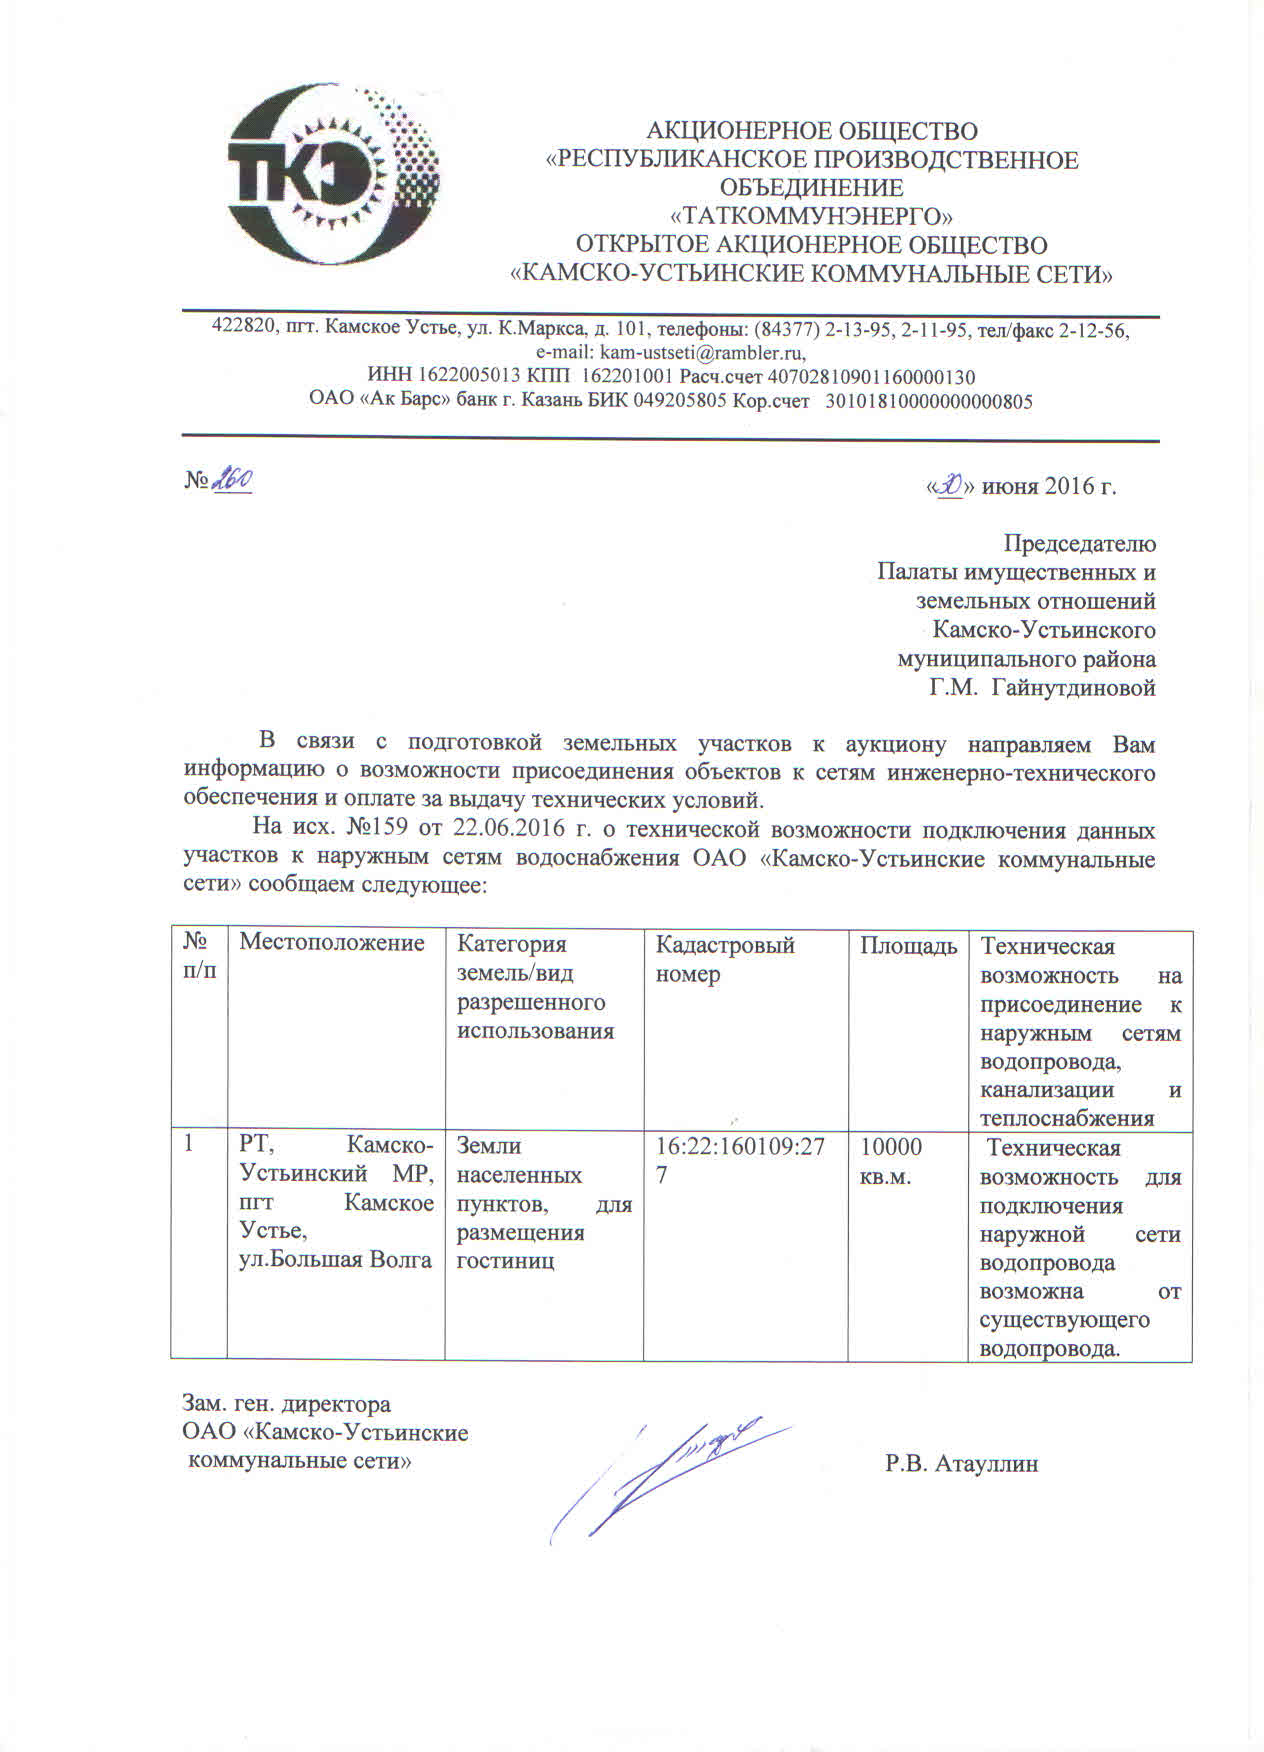 ТКЭ
АКЦИОНЕРНОЕ ОБЩЕСТВО
«РЕСПУБЛИКАНСКОЕ ПРОИЗВОДСТВЕННОЕ
ОБЪЕДИНЕНИЕ
«ТАТКОММУНЭНЕРГО»
ОТКРЫТОЕ АКЦИОНЕРНОЕ ОБЩЕСТВО
«КАМСКО-УСТЬИНСКИЕ КОММУНАЛЬНЫЕ СЕТИ»
422820, пгт. Камское Устье, ул. К.Маркса, д. 101, телефоны: (84377) 2-13-95, 2-11-95, тел/факс 2-12-56,
e-mail: kam-ustseti@rambler.ru,
ИНН 1622005013 КПП 162201001 Расч.счет 40702810901160000130
ОАО «Ак Барс» банк г. Казань БИК 049205805 Кор.счет 30101810000000000805
№ 260
«30» июня 2016 г.
Председателю
Палаты имущественных и
земельных отношений
Камско-Устьинского
муниципального района
Г.М. Гайнутдиновой
В связи с подготовкой земельных участков к аукциону направляем Вам
информацию о возможности присоединения объектов к сетям инженерно-технического
обеспечения и оплате за выдачу технических условий.
На исх. №159 от 22.06.2016 г. о технической возможности подключения данных
участков к наружным сетям водоснабжения ОАО «Камско-Устьинские коммунальные
сети» сообщаем следующее:
№
п/п
Местоположение
Категория
земель/вид
разрешенного
использования
Кадастровый
номер
Площадь
Техническая
возможность на
присоединение к
наружным сетям
водопровода,
канализации и
теплоснабжения
1
РТ, Камско-
Устьинский МР,
пгт Камское
Устье,
ул.Большая Волга
Земли
населенных
пунктов, для
размещения
гостиниц
16:22:160109:27
7
10000
кв.м.
Техническая
возможность для
подключения
наружной сети
водопровода
возможна от
существующего
водопровода.
Зам. ген. директора
ОАО «Камско-Устьинские
коммунальные сети»
Р.В. Атауллин